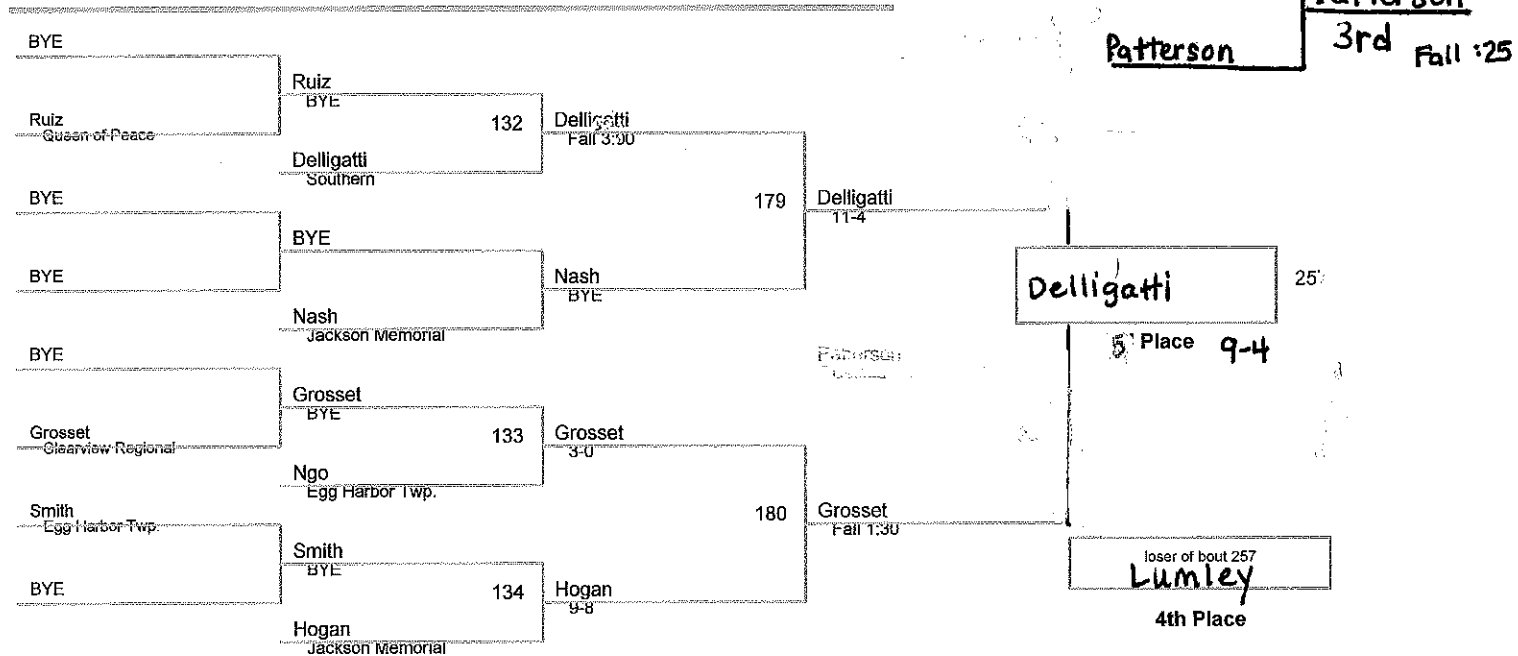 Patterson
3rd Fall :25
BYE
Ruiz
BYE
Ruiz
Queen of Peace
132
Delligatti
Fall 3:00
Delligatti
Southern
BYE
179
Delligatti
11-4
BYE
BYE
Nash
BYE
Nash
Jackson Memorial
Delligatti
5 Place 9-4
BYE
Patterson
Grosset
BYE
Grosset
Clearview Regional
133
Grosset
3-0
Ngo
Egg Harbor Twp.
Smith
Egg Harbor Twp.
180
Grosset
Fall 1:30
Smith
BYE
BYE
134
Hogan
9-8
Hogan
Jackson Memorial
loser of bout 257
Lumley
4th Place